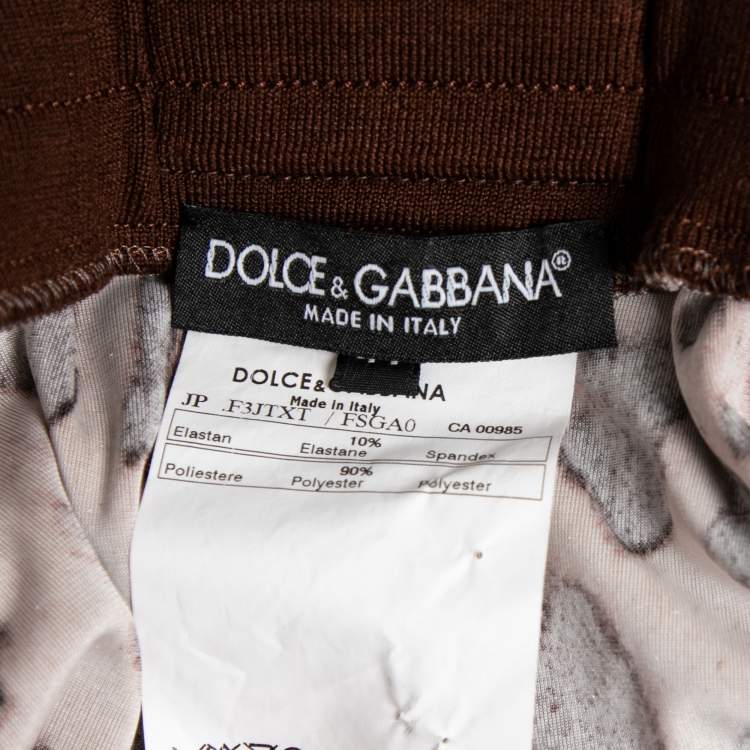 DOLCE & GABBANA®
MADE IN ITALY
DOLCE&GABBANA
Made in Italy
JP .F3JTXT / FSGA0 CA 00985
10%
Elastan Elastane Spandex
90%
Poliestere Polyester Polyester